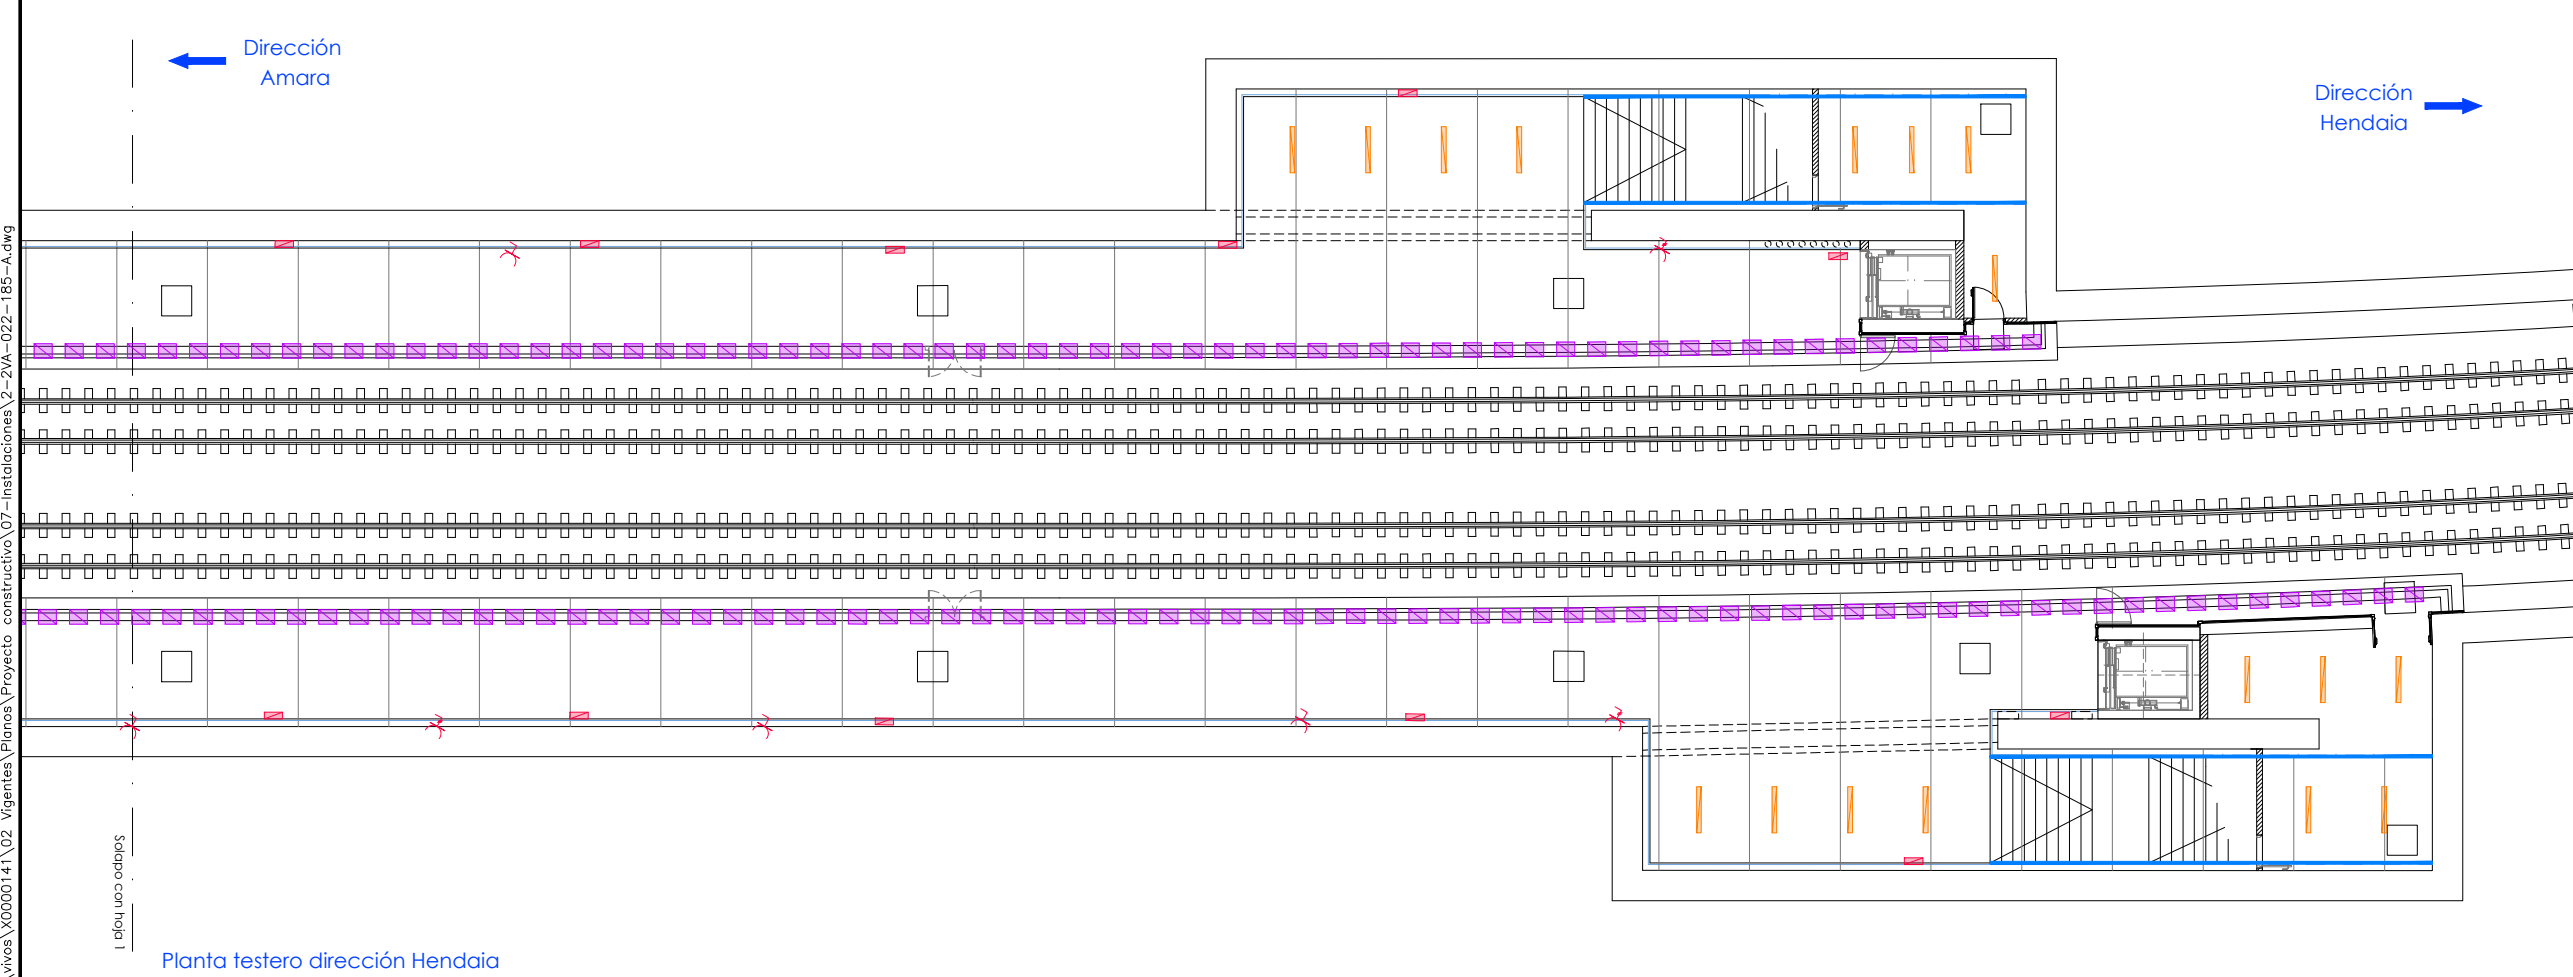 Dirección
Amara
Dirección
Hendaia
\vivos\X0000141\02 Vigentes\Planos\Proyecto constructivo\07-Instalaciones\2-2VA-022-185-A.dwg
Solapo con hoja 1
Planta testero dirección Hendaia